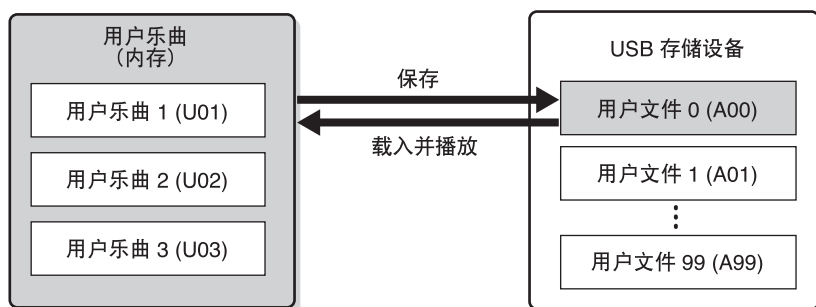 用户乐曲
（内存）
用户乐曲 1 (U01)
用户乐曲 2 (U02)
用户乐曲 3 (U03)
保存
载入并播放
USB 存储设备
用户文件 0 (A00)
用户文件 1 (A01)
用户文件 99 (A99)